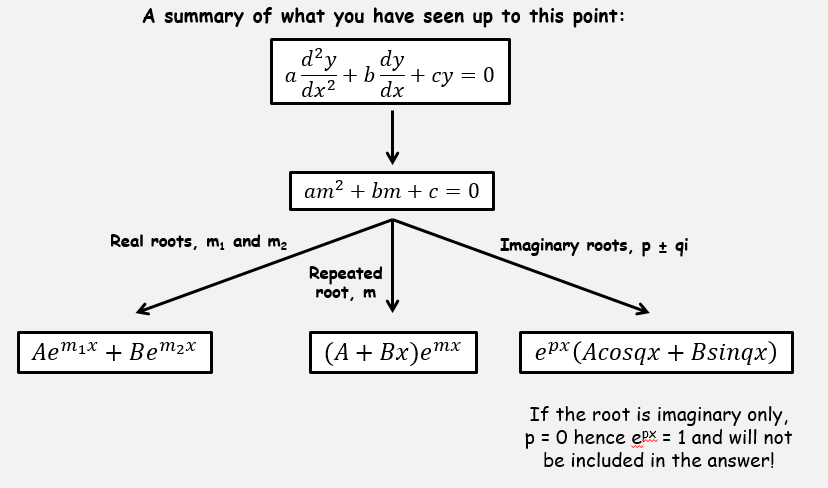 A summary of what you have seen up to this point:
a d²y/dx² + b dy/dx + cy = 0
am² + bm + c = 0
Real roots, m₁ and m₂
Repeated
root, m
Imaginary roots, p ± qi
Ae^m₁x + Be^m₂x
(A + Bx)e^mx
e^px(Acosqx + Bsinqx)
If the root is imaginary only,
p = 0 hence e^px = 1 and will not
be included in the answer!